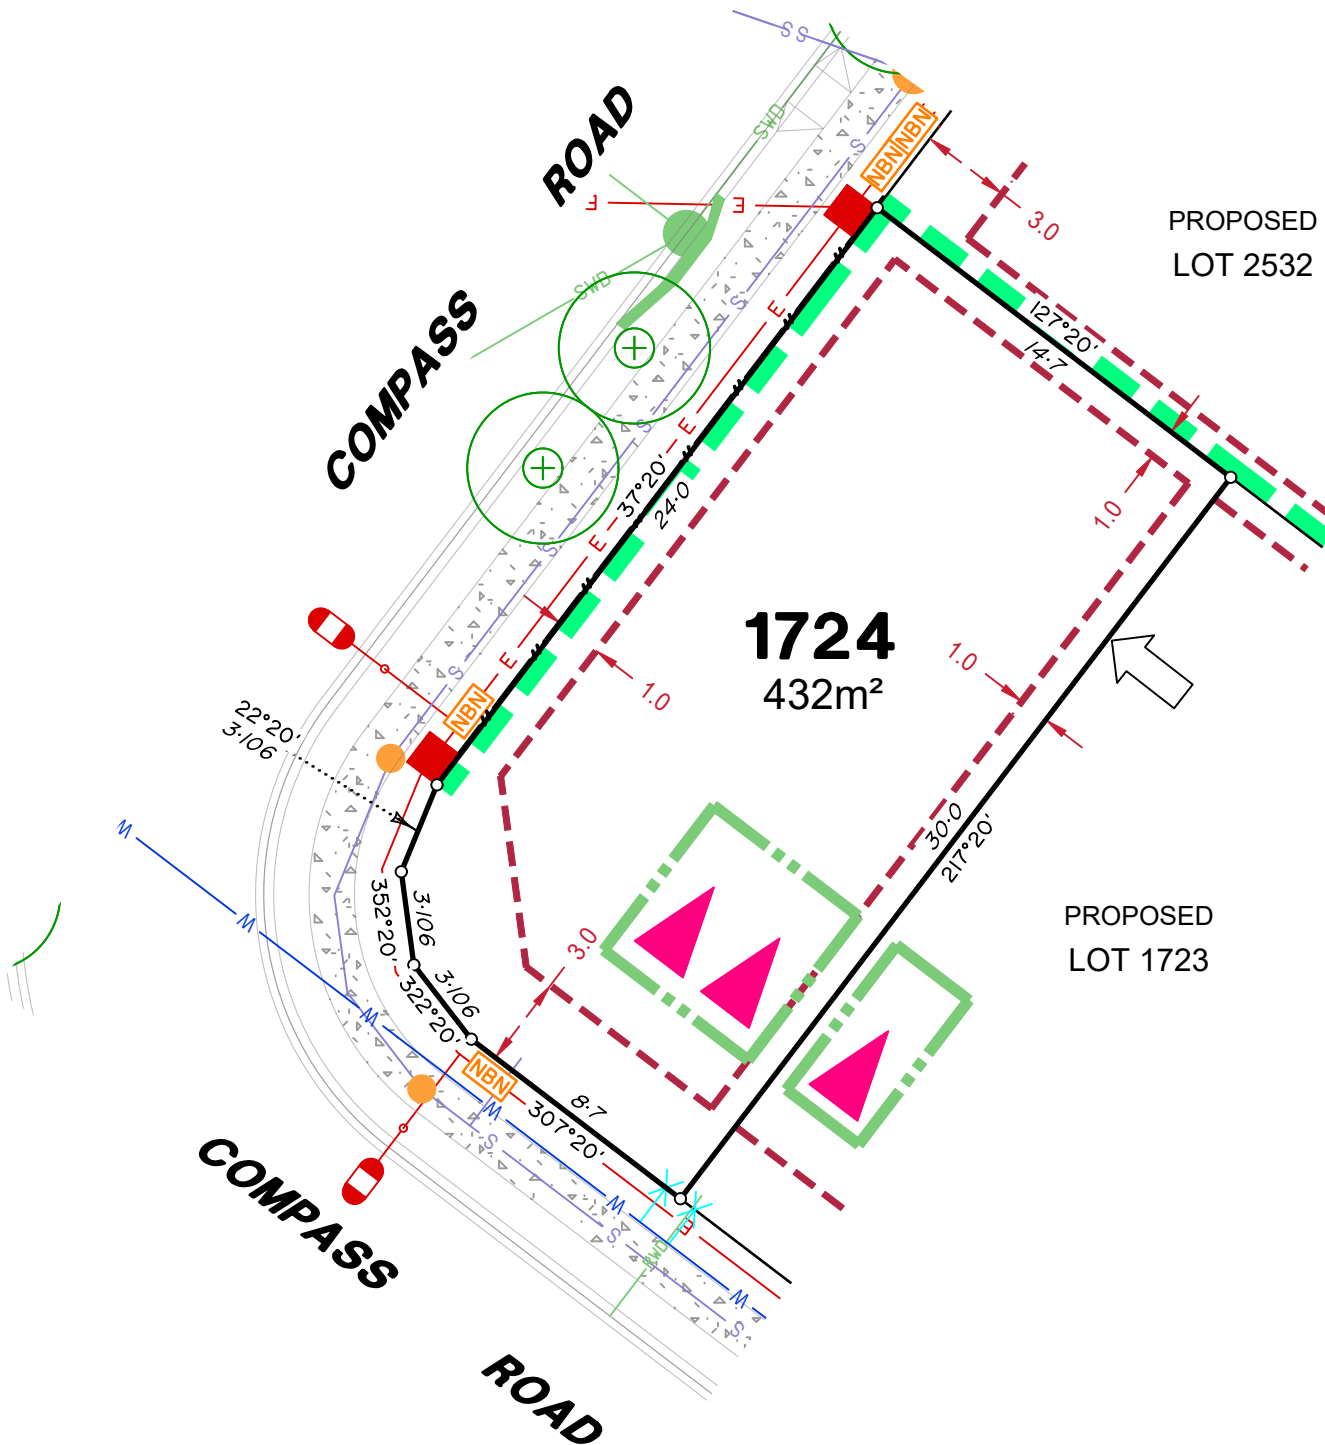 SS
ROAD
SWD
S
NBN
NBN
E
E
3.0
PROPOSED
LOT 2532
SWD
S
E
127°20'
14.7
COMPASS
E
S
37°20'
24.0
1.0
E
S
1724
432m²
1.0
E
S
1.0
NBN
22°20'
3.106
W
30.0
217°20'
352°20'
3.106
PROPOSED
LOT 1723
W
3.0
322°20'
3.106
W
NBN
W
8.7
307°20'
S
COMPASS
W
S
E
RWD
W
S
ROAD